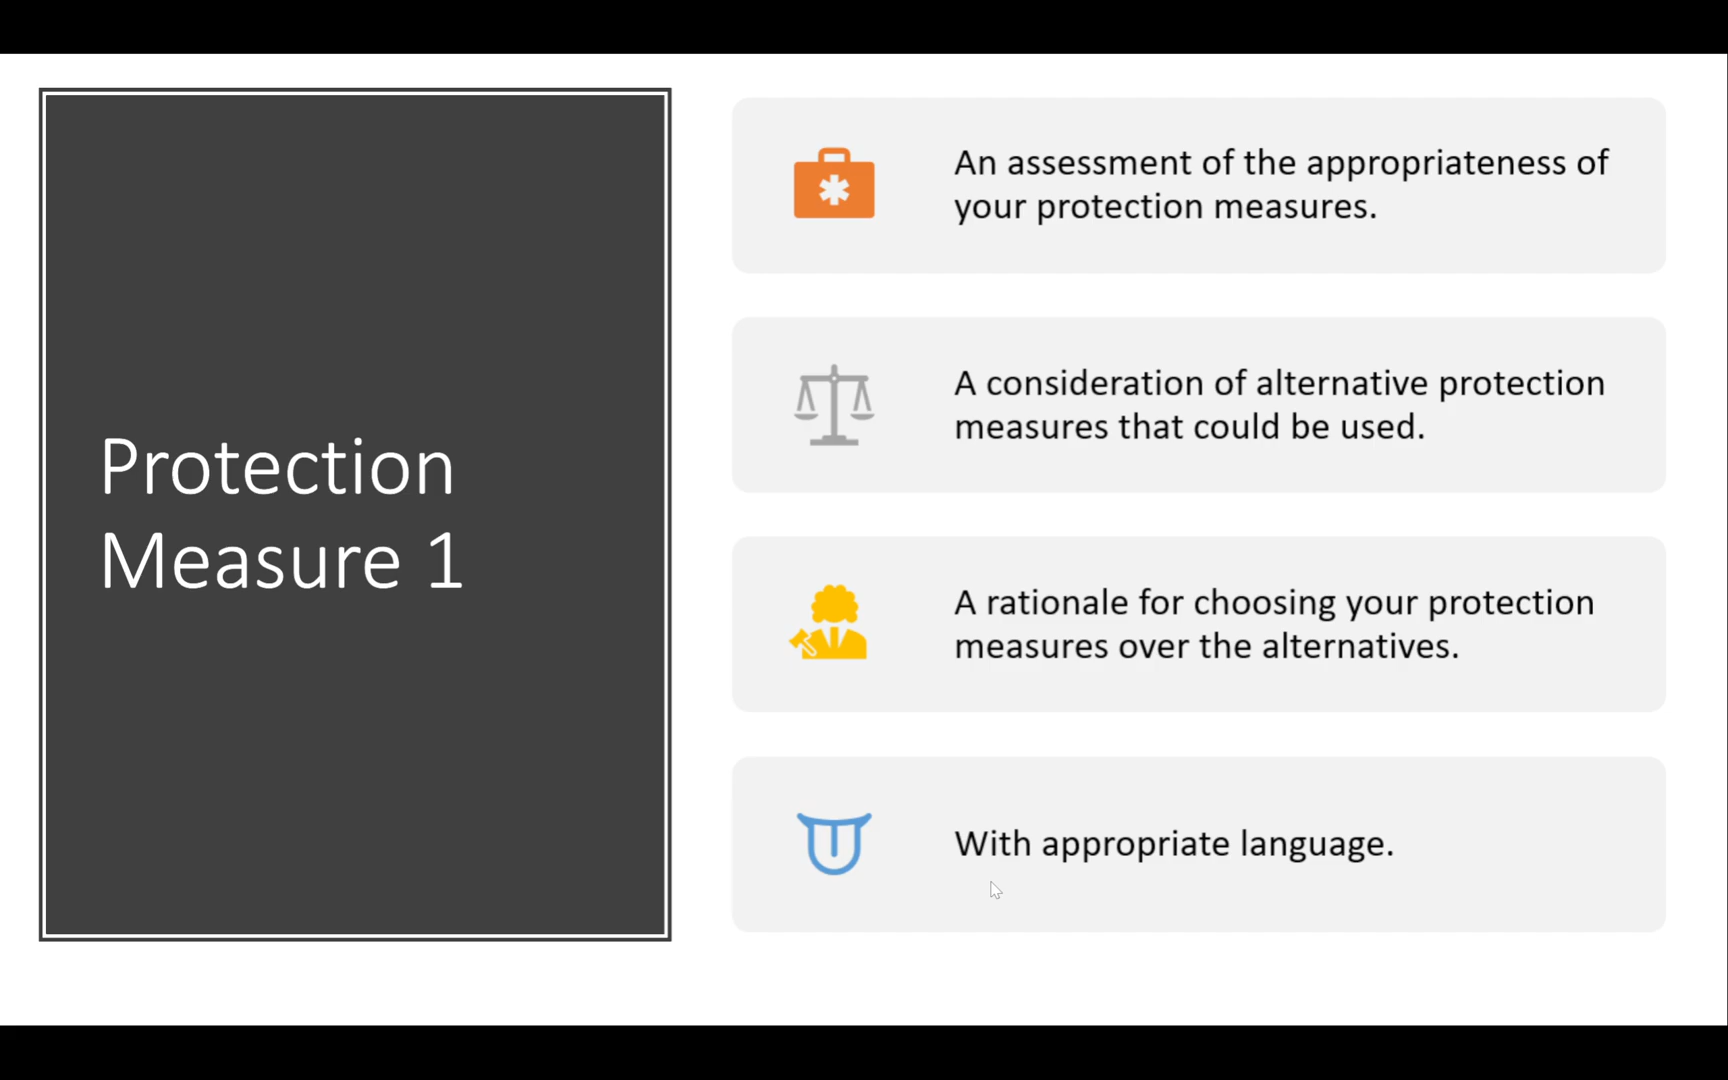 Protection
Measure 1
An assessment of the appropriateness of
your protection measures.
A consideration of alternative protection
measures that could be used.
A rationale for choosing your protection
measures over the alternatives.
With appropriate language.